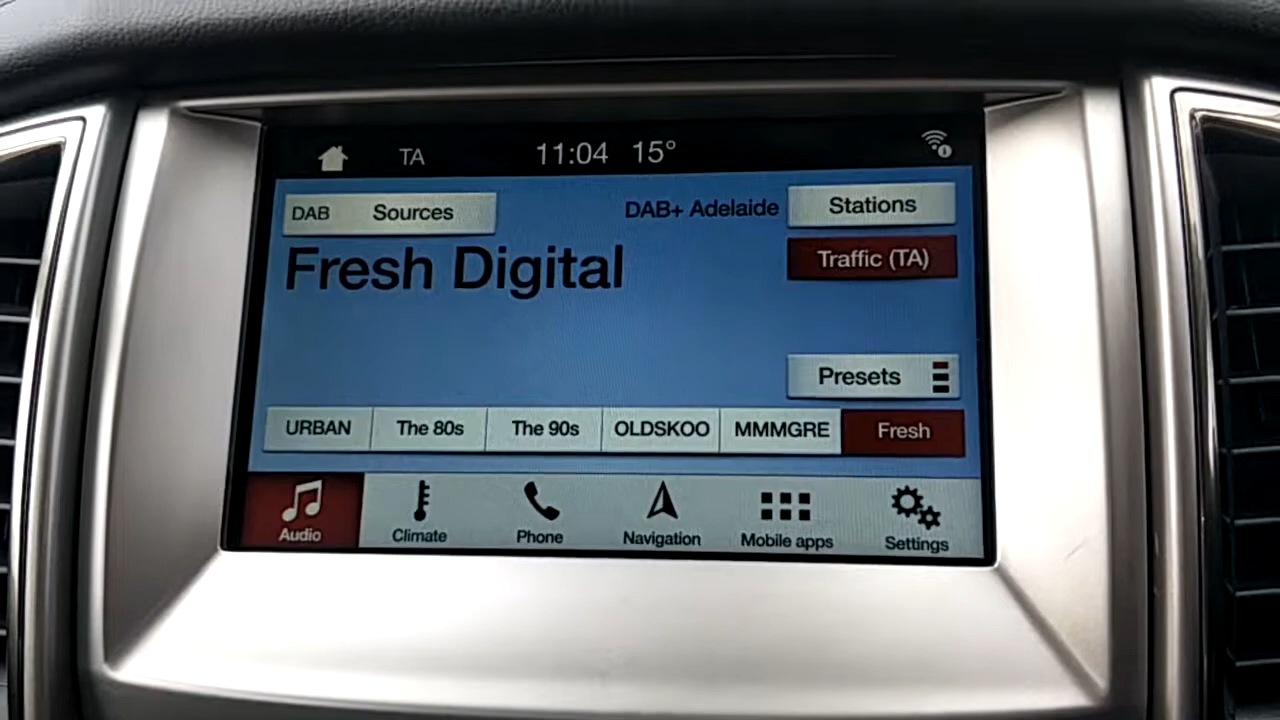 TA 11:04 15°
DAB Sources DAB+ Adelaide Stations
Fresh Digital Traffic (TA)
Presets
URBAN The 80s The 90s OLDSKOO MMMGRE Fresh
Audio Climate Phone Navigation Mobile apps Settings